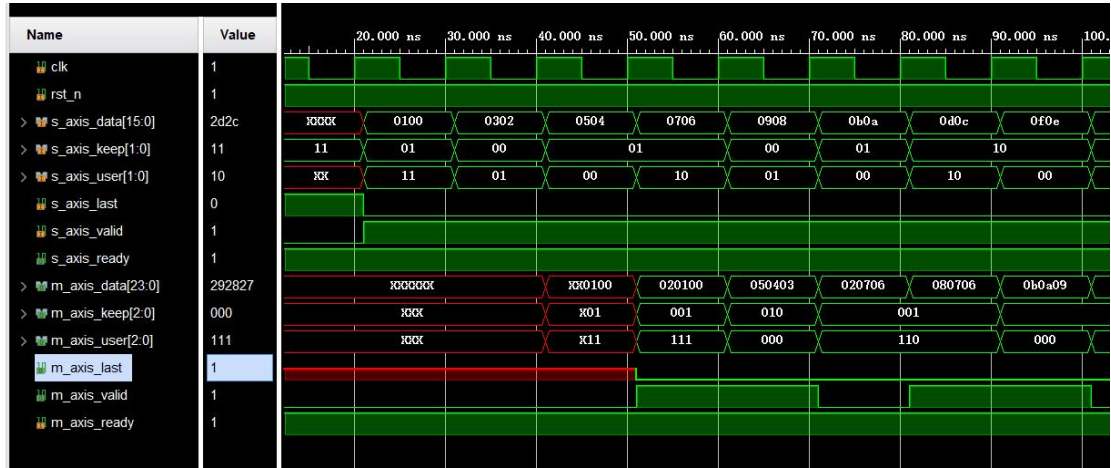 Name Value
20.000 ns 30.000 ns 40.000 ns 50.000 ns 60.000 ns 70.000 ns 80.000 ns 90.000 ns 100.
clk 1
rst_n 1
s_axis_data[15:0] 2d2c XXXX 0100 0302 0504 0706 0908 0b0a 0d0c 0f0e
s_axis_keep[1:0] 11 11 01 00 01 00 01 10
s_axis_user[1:0] 10 XX 11 01 00 10 01 00 10 00
s_axis_last 0
s_axis_valid 1
s_axis_ready 1
m_axis_data[23:0] 292827 XXXXXX XX0100 020100 050403 020706 080706 0b0a09
m_axis_keep[2:0] 000 XXX X01 001 010 001
m_axis_user[2:0] 111 XXX X11 111 000 110 000
m_axis_last 1
m_axis_valid 1
m_axis_ready 1